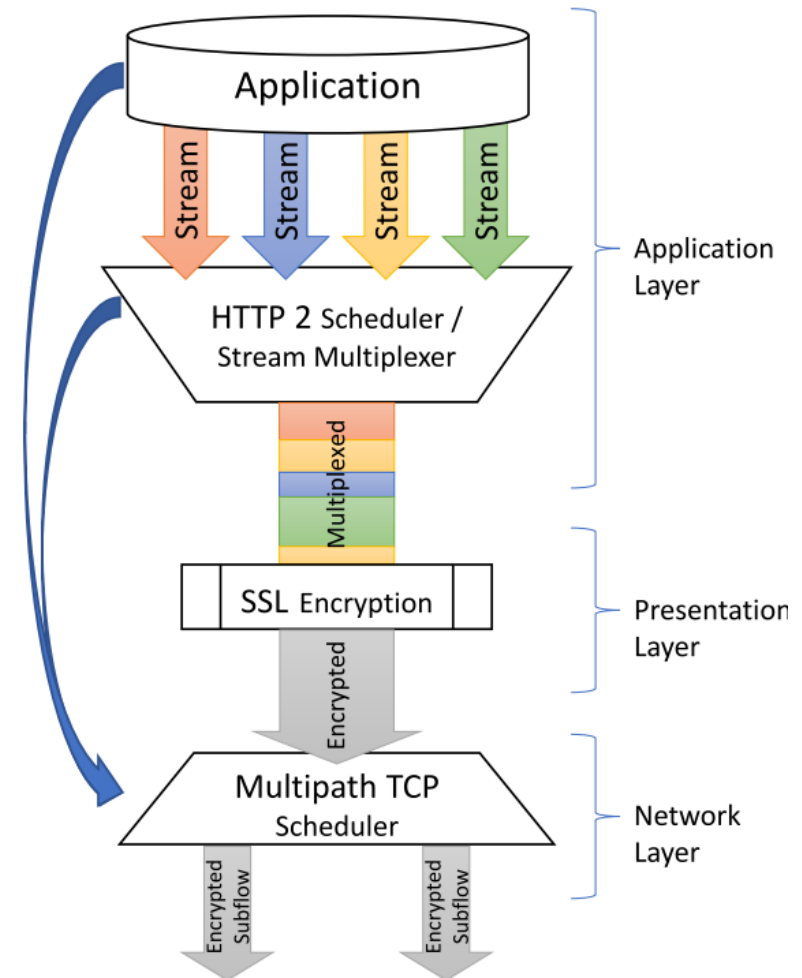 Application
Stream
Stream
Stream
Stream
HTTP 2 Scheduler /
Stream Multiplexer
Application
Layer
Multiplexed
SSL Encryption
Presentation
Layer
Encrypted
Multipath TCP
Scheduler
Network
Layer
Encrypted
Subflow
Encrypted
Subflow